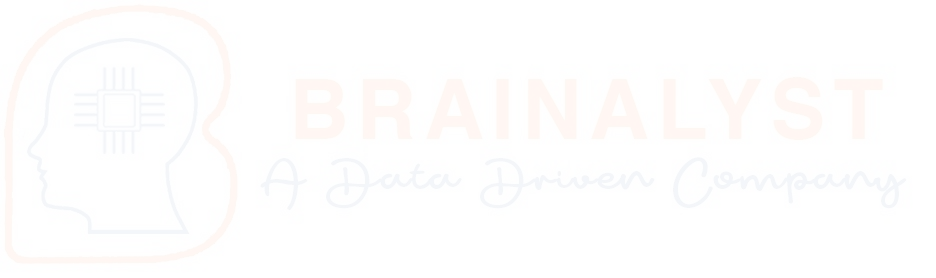 BRAINALYST
A Data Driven Company